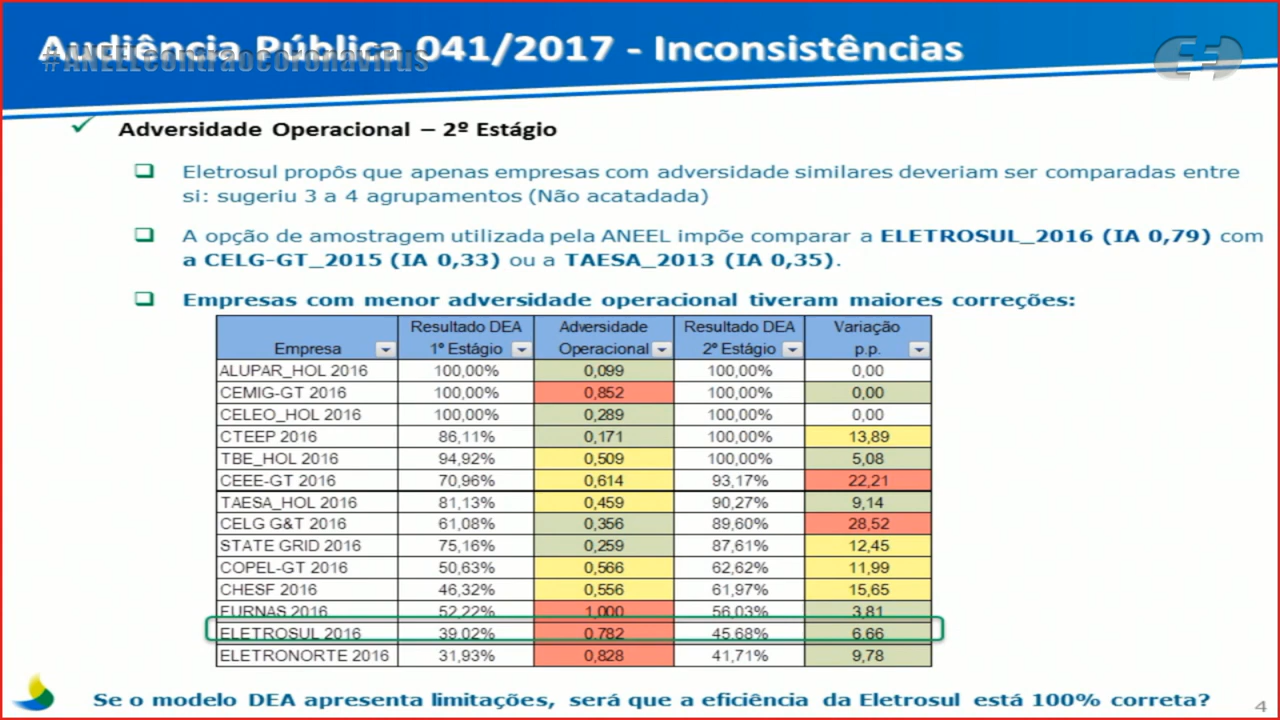 Audiência Pública 041/2017 - Inconsistências
#ANEELcontraocoronavírus
Adversidade Operacional – 2º Estágio
Eletrosul propôs que apenas empresas com adversidade similares deveriam ser comparadas entre
si: sugeriu 3 a 4 agrupamentos (Não acatadada)
A opção de amostragem utilizada pela ANEEL impõe comparar a ELETROSUL_2016 (IA 0,79) com
a CELG-GT_2015 (IA 0,33) ou a TAESA_2013 (IA 0,35).
Empresas com menor adversidade operacional tiveram maiores correções:
Resultado DEA Adversidade Resultado DEA Variação
Empresa 1º Estágio Operacional 2º Estágio p.p.
ALUPAR_HOL 2016 100,00% 0,099 100,00% 0,00
CEMIG-GT 2016 100,00% 0,852 100,00% 0,00
CELEO_HOL 2016 100,00% 0,289 100,00% 0,00
CTEEP 2016 86,11% 0,171 100,00% 13,89
TBE_HOL 2016 94,92% 0,509 100,00% 5,08
CEEE-GT 2016 70,96% 0,614 93,17% 22,21
TAESA_HOL 2016 81,13% 0,459 90,27% 9,14
CELG G&T 2016 61,08% 0,356 89,60% 28,52
STATE GRID 2016 75,16% 0,259 87,61% 12,45
COPEL-GT 2016 50,63% 0,566 62,62% 11,99
CHESF 2016 46,32% 0,556 61,97% 15,65
FURNAS 2016 52,22% 1,000 56,03% 3,81
ELETROSUL 2016 39,02% 0,782 45,68% 6,66
ELETRONORTE 2016 31,93% 0,828 41,71% 9,78
Se o modelo DEA apresenta limitações, será que a eficiência da Eletrosul está 100% correta?
4